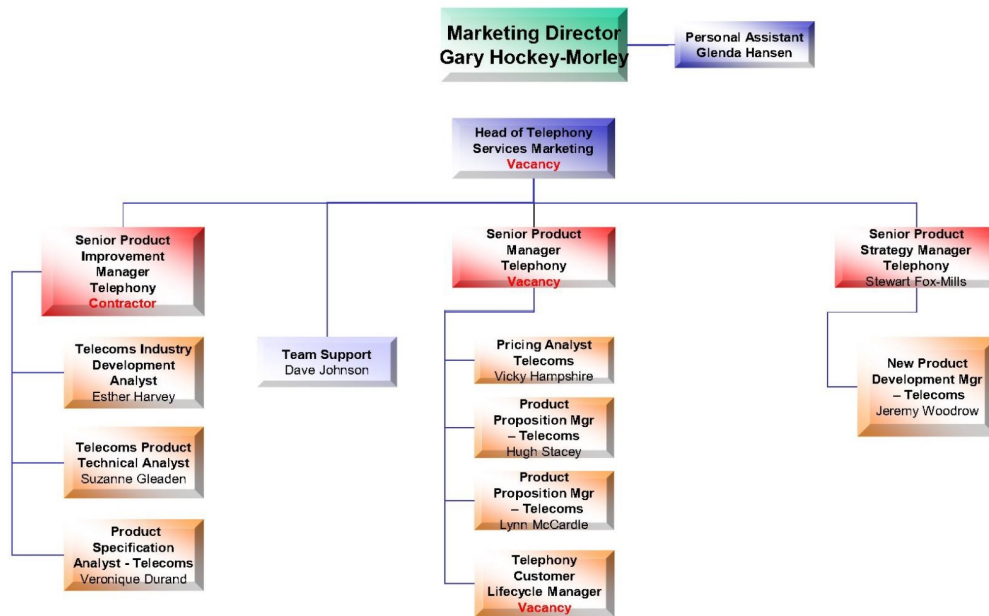 Marketing Director
Gary Hockey-Morley
Personal Assistant
Glenda Hansen
Head of Telephony
Services Marketing
Vacancy
Senior Product
Improvement
Manager
Telephony
Contractor
Senior Product
Manager
Telephony
Vacancy
Senior Product
Strategy Manager
Telephony
Stewart Fox-Mills
Telecoms Industry
Development
Analyst
Esther Harvey
Telecoms Product
Technical Analyst
Suzanne Gleaden
Product
Specification
Analyst - Telecoms
Veronique Durand
Team Support
Dave Johnson
Pricing Analyst
Telecoms
Vicky Hampshire
Product
Proposition Mgr
– Telecoms
Hugh Stacey
Product
Proposition Mgr
– Telecoms
Lynn McCardle
Telephony
Customer
Lifecycle Manager
Vacancy
New Product
Development Mgr
– Telecoms
Jeremy Woodrow